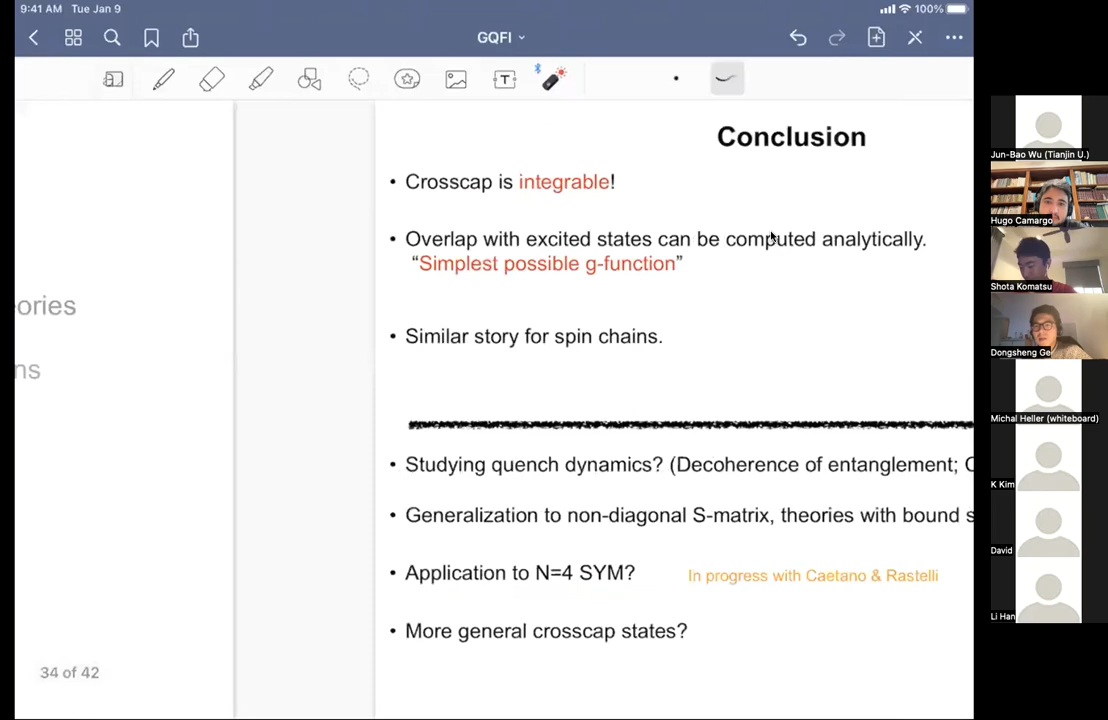 9:41 AM Tue Jan 9
100%
GQFI
T
Conclusion
• Crosscap is integrable!
• Overlap with excited states can be computed analytically.
“Simplest possible g-function”
• Similar story for spin chains.
• Studying quench dynamics? (Decoherence of entanglement; C
• Generalization to non-diagonal S-matrix, theories with bound s
• Application to N=4 SYM?
In progress with Caetano & Rastelli
• More general crosscap states?
ories
ns
34 of 42
Jun-Bao Wu (Tianjin U.)
Hugo Camargo
Shota Komatsu
Dongsheng Ge
Michal Heller (whiteboard)
K Kim
David
Li Han